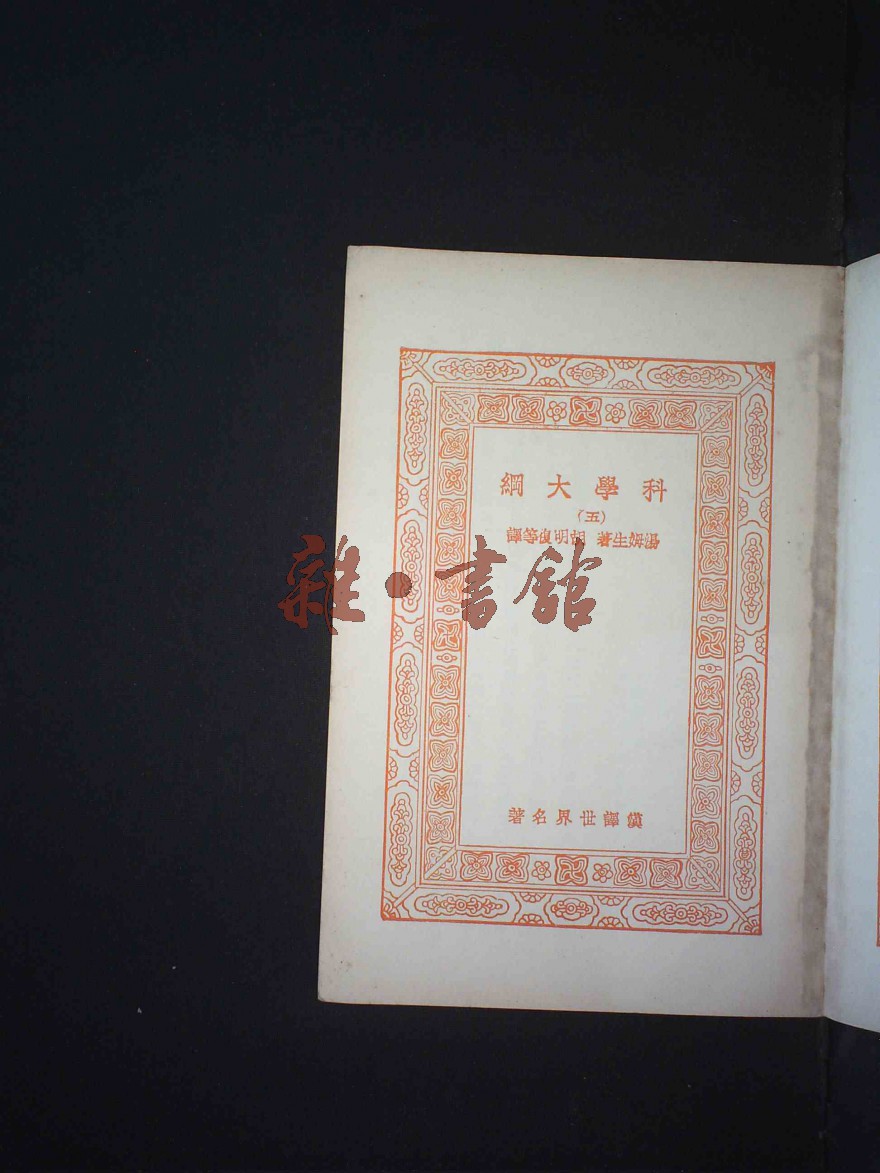 科學大綱
（五）
湯姆生著 胡明復等譯
雜·書館
漢譯世界名著